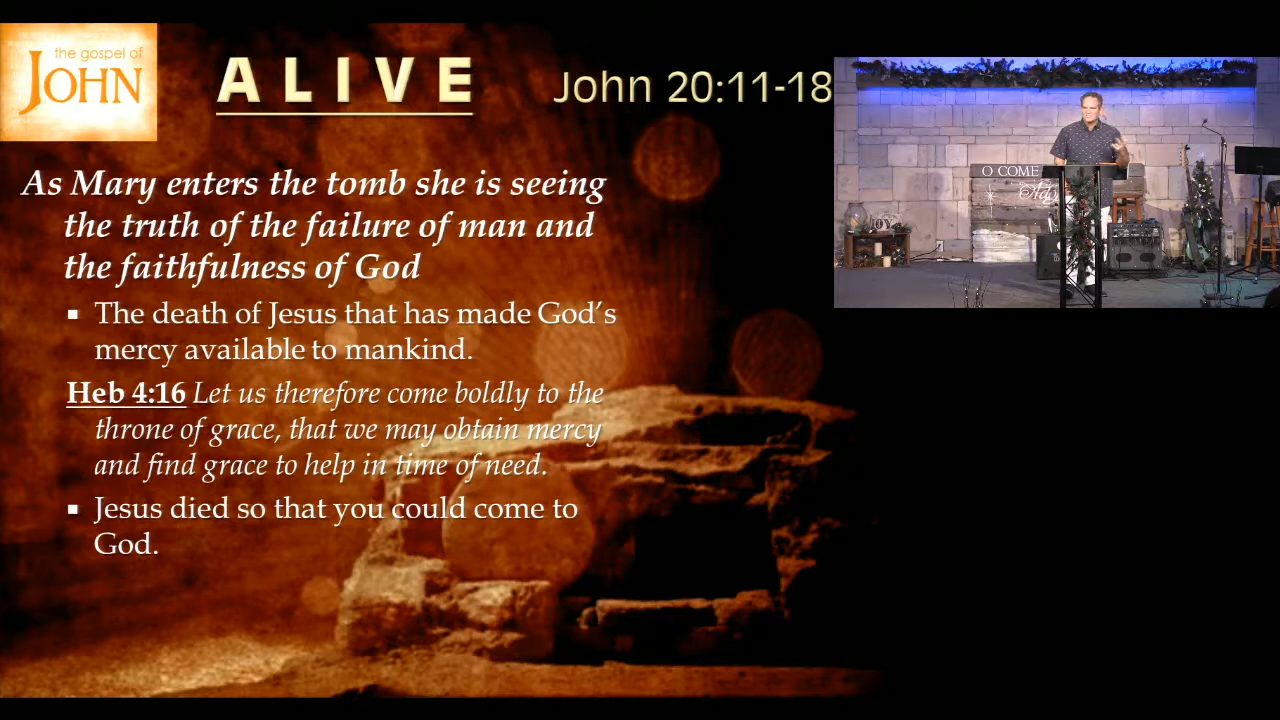 the gospel of
JOHN
ALIVE
John 20:11-18
As Mary enters the tomb she is seeing
the truth of the failure of man and
the faithfulness of God
▪ The death of Jesus that has made God’s
mercy available to mankind.
Heb 4:16 Let us therefore come boldly to the
throne of grace, that we may obtain mercy
and find grace to help in time of need.
▪ Jesus died so that you could come to
God.
O COME
JOY